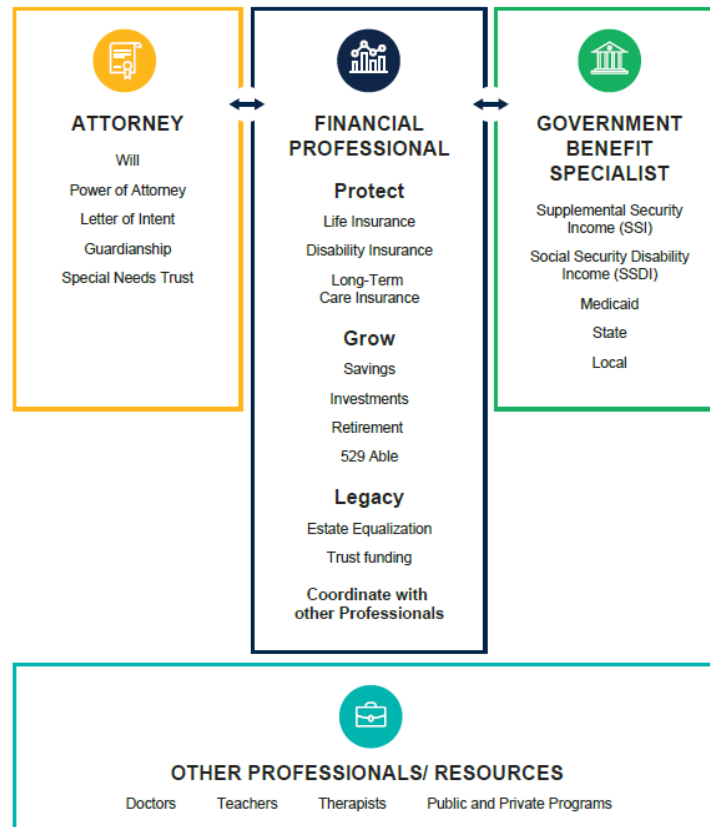 ATTORNEY
Will
Power of Attorney
Letter of Intent
Guardianship
Special Needs Trust
FINANCIAL
PROFESSIONAL
Protect
Life Insurance
Disability Insurance
Long-Term
Care Insurance
Grow
Savings
Investments
Retirement
529 Able
Legacy
Estate Equalization
Trust funding
Coordinate with
other Professionals
GOVERNMENT
BENEFIT
SPECIALIST
Supplemental Security
Income (SSI)
Social Security Disability
Income (SSDI)
Medicaid
State
Local
OTHER PROFESSIONALS/ RESOURCES
Doctors Teachers Therapists Public and Private Programs